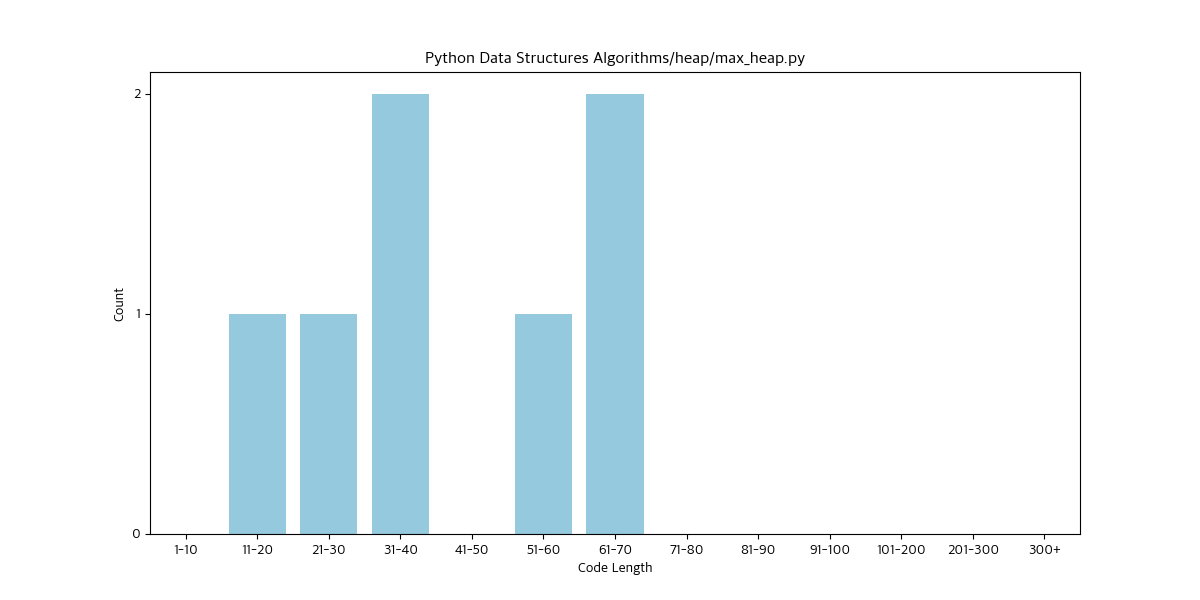 Python Data Structures Algorithms/heap/max_heap.py
2
1
0
Count
1-10 11-20 21-30 31-40 41-50 51-60 61-70 71-80 81-90 91-100 101-200 201-300 300+
Code Length